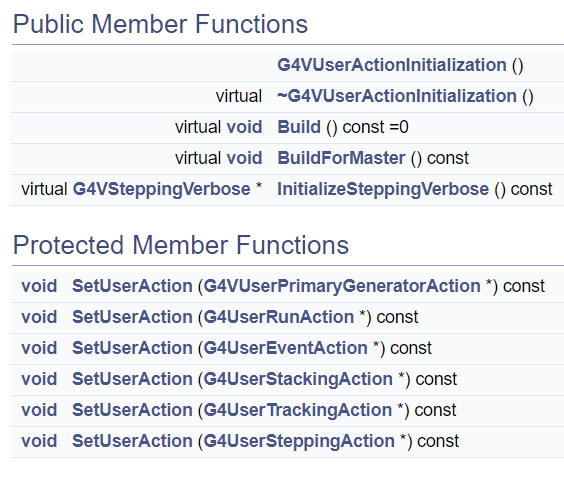 Public Member Functions
G4VUserActionInitialization ()
virtual ~G4VUserActionInitialization ()
virtual void Build () const =0
virtual void BuildForMaster () const
virtual G4VSteppingVerbose * InitializeSteppingVerbose () const
Protected Member Functions
void SetUserAction (G4VUserPrimaryGeneratorAction *) const
void SetUserAction (G4UserRunAction *) const
void SetUserAction (G4UserEventAction *) const
void SetUserAction (G4UserStackingAction *) const
void SetUserAction (G4UserTrackingAction *) const
void SetUserAction (G4UserSteppingAction *) const